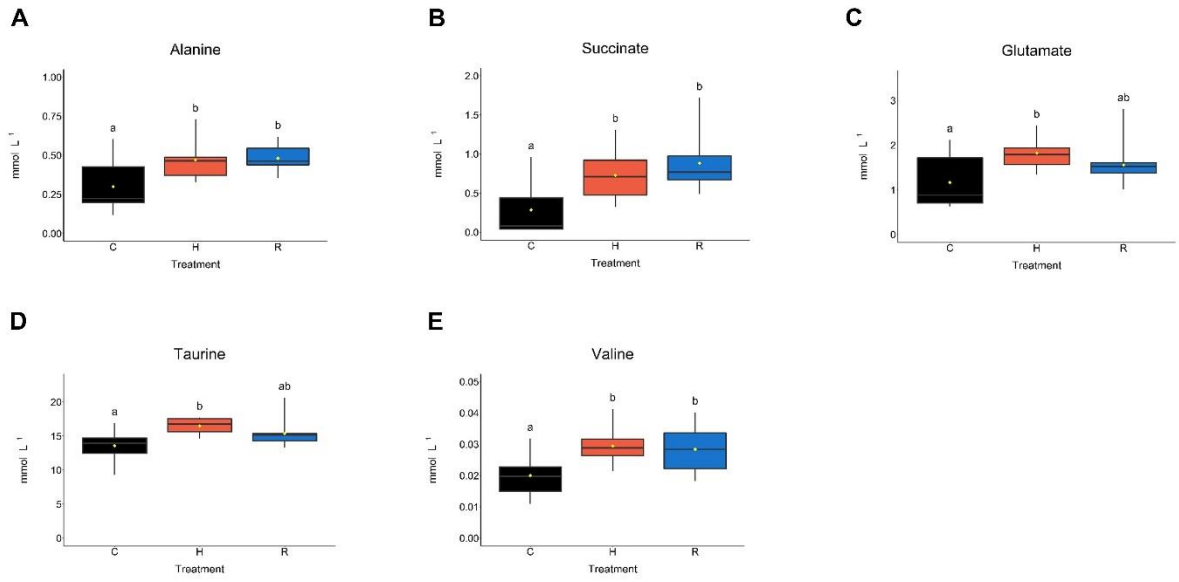 A
Alanine
1.00
0.75
0.50
0.25
0.00
mmol L⁻¹
a
b
b
C H R
Treatment
B
Succinate
2.0
1.5
1.0
0.5
0.0
mmol L⁻¹
a
b
b
C H R
Treatment
C
Glutamate
3
2
1
0
mmol L⁻¹
a
b
ab
C H R
Treatment
D
Taurine
20
15
10
5
0
mmol L⁻¹
a
b
ab
C H R
Treatment
E
Valine
0.05
0.04
0.03
0.02
0.01
0.00
mmol L⁻¹
a
b
b
C H R
Treatment